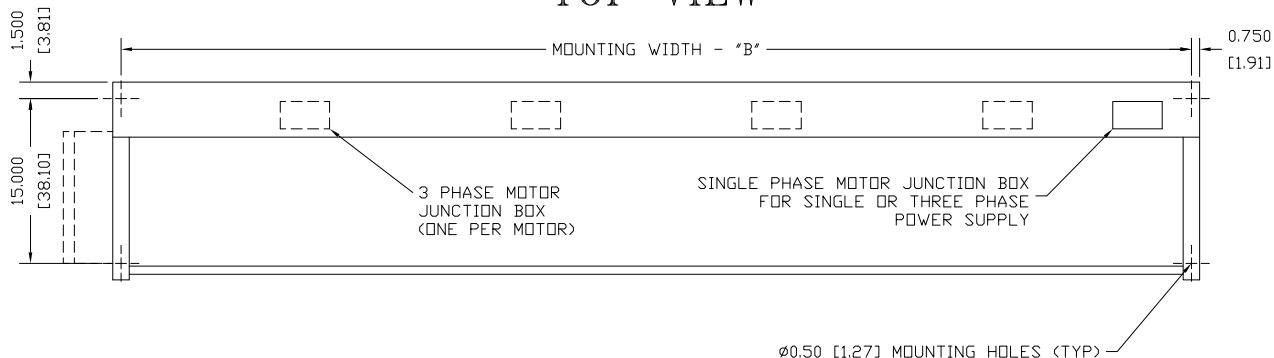 TOP VIEW
1.500
[3.81]
MOUNTING WIDTH - "B"
0.750
[1.91]
15.000
[38.10]
3 PHASE MOTOR
JUNCTION BOX
(ONE PER MOTOR)
SINGLE PHASE MOTOR JUNCTION BOX
FOR SINGLE OR THREE PHASE
POWER SUPPLY
Ø0.50 [1.27] MOUNTING HOLES (TYP)